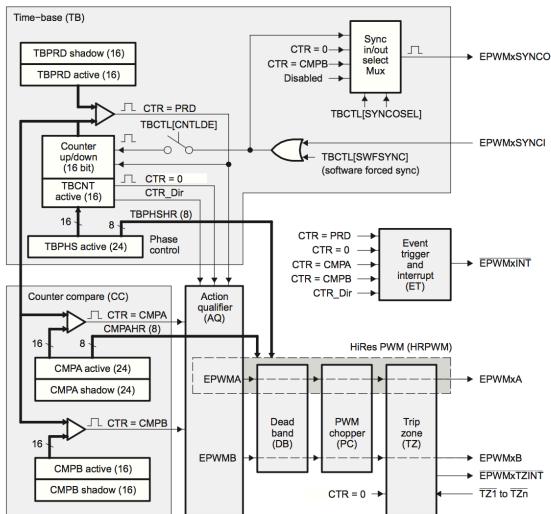 Time-base (TB)
TBPRD shadow (16)
TBPRD active (16)
CTR = PRD
TBCTL[CNTLDE]
Counter
up/down
(16 bit)
TBCNT
active (16)
CTR = 0
CTR_Dir
16
8
TBPHSHR (8)
TBPHS active (24)
Phase
control
CTR = 0
CTR = CMPB
Disabled
Sync
in/out
select
Mux
TBCTL[SYNCOSEL]
EPWMxSYNCO
EPWMxSYNCI
TBCTL[SWFSYNC]
(software forced sync)
CTR = PRD
CTR = 0
CTR = CMPA
CTR = CMPB
CTR_Dir
Event
trigger
and
interrupt
(ET)
EPWMxINT
Counter compare (CC)
CTR = CMPA
16
8
CMPAHR (8)
CMPA active (24)
CMPA shadow (24)
CTR = CMPB
16
CMPB active (16)
CMPB shadow (16)
Action
qualifier
(AQ)
HiRes PWM (HRPWM)
EPWMA
EPWMB
Dead
band
(DB)
PWM
chopper
(PC)
Trip
zone
(TZ)
CTR = 0
EPWMxA
EPWMxB
EPWMxTZINT
TZ1 to TZn